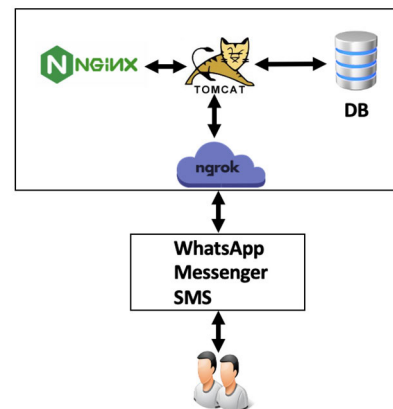 NGiNX
TOMCAT
DB
ngrok
WhatsApp
Messenger
SMS